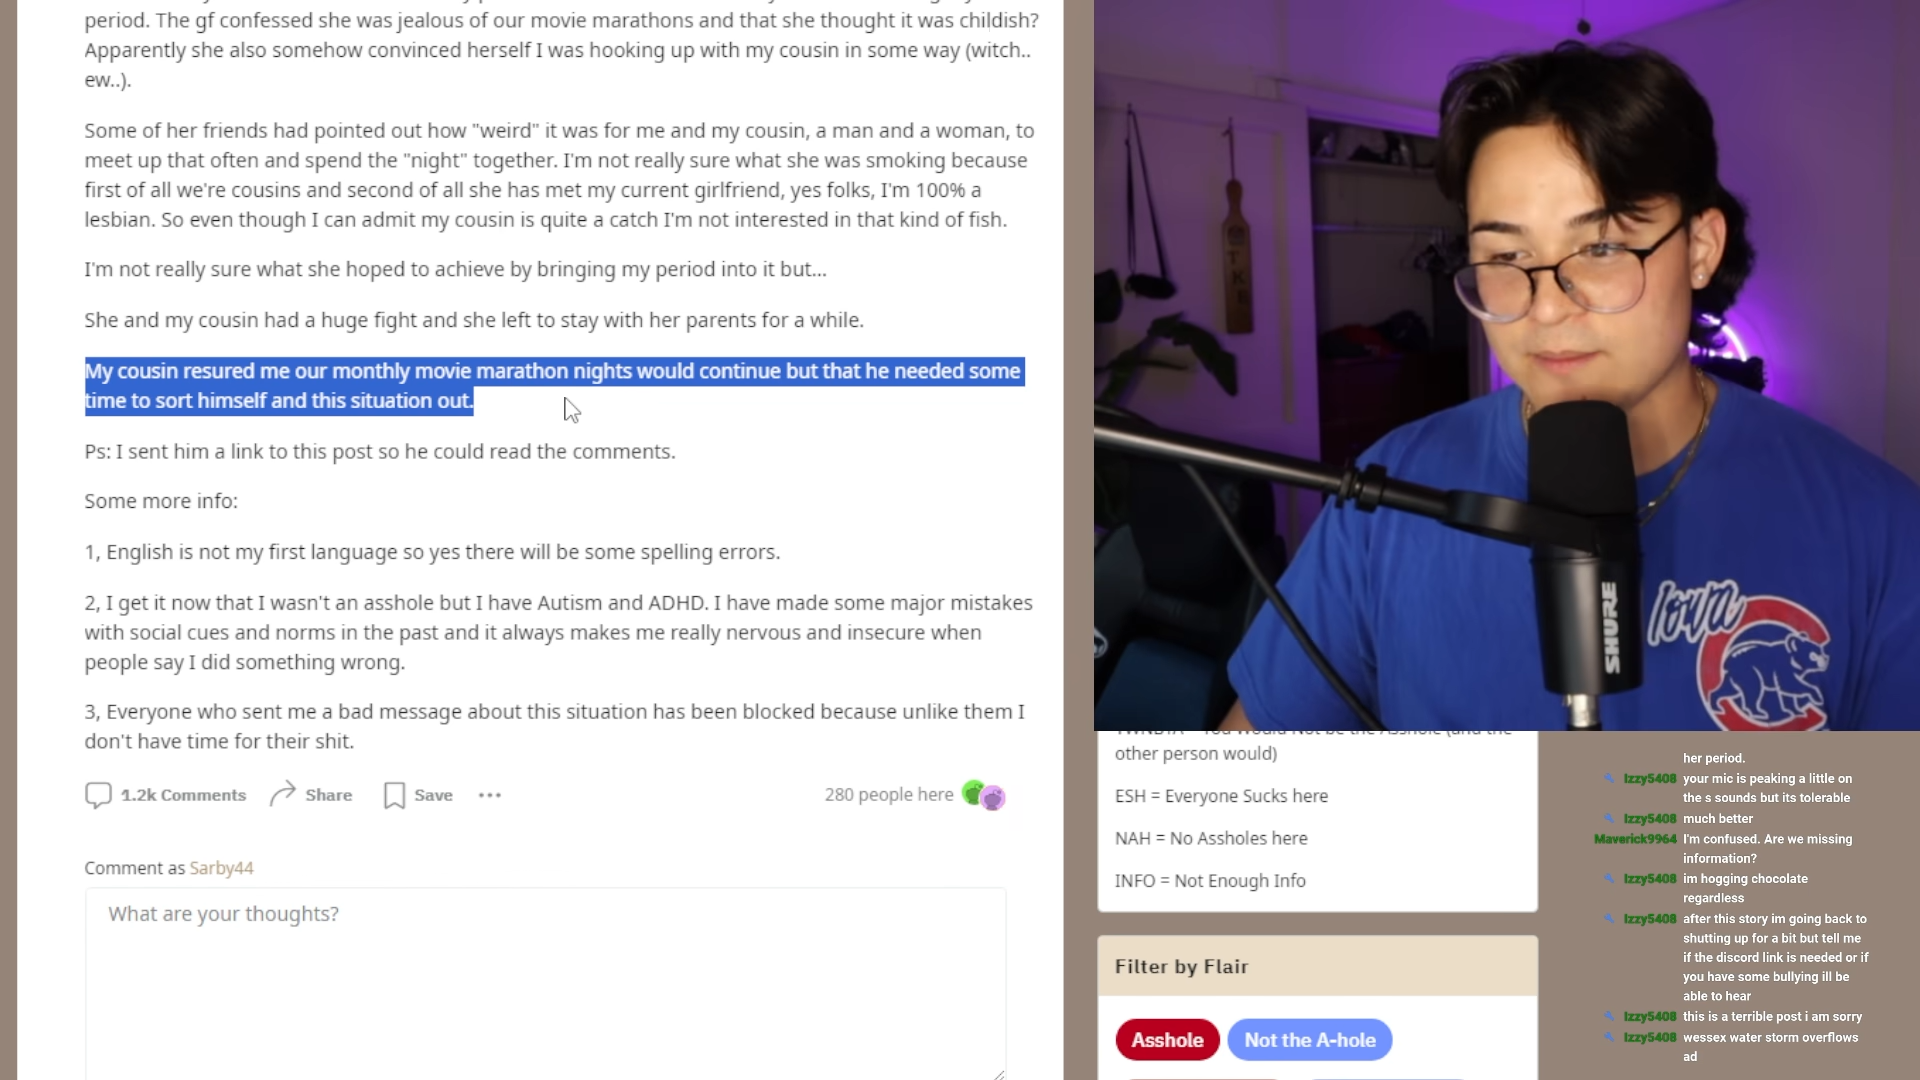 period. The gf confessed she was jealous of our movie marathons and that she thought it was childish?
Apparently she also somehow convinced herself I was hooking up with my cousin in some way (witch..
ew..).
Some of her friends had pointed out how "weird" it was for me and my cousin, a man and a woman, to
meet up that often and spend the "night" together. I'm not really sure what she was smoking because
first of all we're cousins and second of all she has met my current girlfriend, yes folks, I'm 100% a
lesbian. So even though I can admit my cousin is quite a catch I'm not interested in that kind of fish.
I'm not really sure what she hoped to achieve by bringing my period into it but...
She and my cousin had a huge fight and she left to stay with her parents for a while.
My cousin resured me our monthly movie marathon nights would continue but that he needed some
time to sort himself and this situation out.
Ps: I sent him a link to this post so he could read the comments.
Some more info:
1, English is not my first language so yes there will be some spelling errors.
2, I get it now that I wasn't an asshole but I have Autism and ADHD. I have made some major mistakes
with social cues and norms in the past and it always makes me really nervous and insecure when
people say I did something wrong.
3, Everyone who sent me a bad message about this situation has been blocked because unlike them I
don't have time for their shit.
1.2k Comments Share Save ••• 280 people here
Comment as Sarby44
What are your thoughts?
TKE
SHURE
Iowa
other person would)
ESH = Everyone Sucks here
NAH = No Assholes here
INFO = Not Enough Info
Filter by Flair
Asshole Not the A-hole
her period.
Izzy5408 your mic is peaking a little on
the s sounds but its tolerable
Izzy5408 much better
Maverick9964 I'm confused. Are we missing
information?
Izzy5408 im hogging chocolate
regardless
Izzy5408 after this story im going back to
shutting up for a bit but tell me
if the discord link is needed or if
you have some bullying ill be
able to hear
Izzy5408 this is a terrible post i am sorry
Izzy5408 wessex water storm overflows
ad